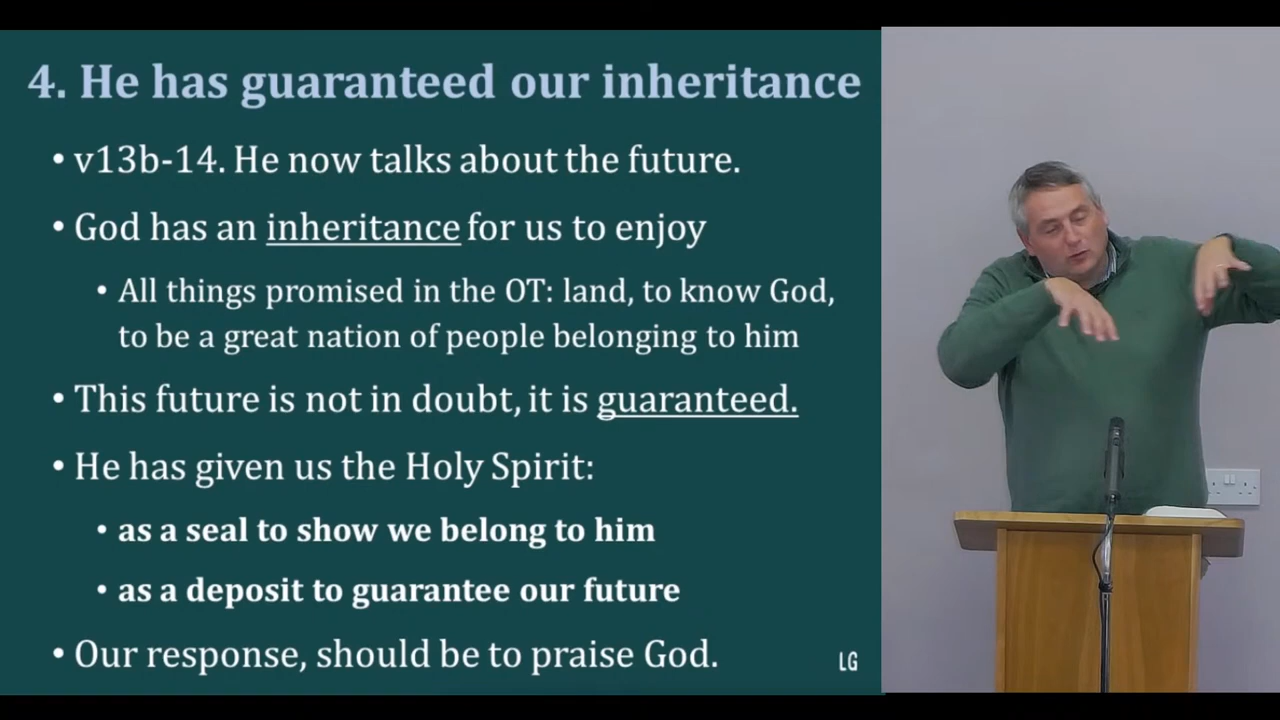 4. He has guaranteed our inheritance
• v13b-14. He now talks about the future.
• God has an inheritance for us to enjoy
• All things promised in the OT: land, to know God,
to be a great nation of people belonging to him
• This future is not in doubt, it is guaranteed.
• He has given us the Holy Spirit:
• as a seal to show we belong to him
• as a deposit to guarantee our future
• Our response, should be to praise God.
LG